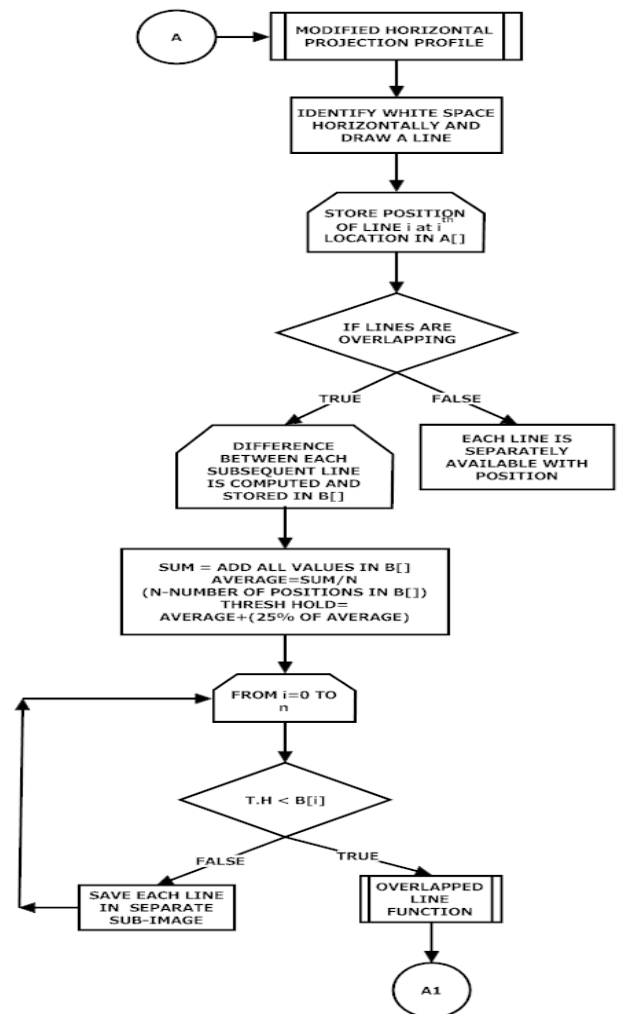 A
MODIFIED HORIZONTAL
PROJECTION PROFILE
IDENTIFY WHITE SPACE
HORIZONTALLY AND
DRAW A LINE
STORE POSITION
OF LINE i at i th
LOCATION IN A[]
IF LINES ARE
OVERLAPPING
TRUE
FALSE
DIFFERENCE
BETWEEN EACH
SUBSEQUENT LINE
IS COMPUTED AND
STORED IN B[]
EACH LINE IS
SEPARATELY
AVAILABLE WITH
POSITION
SUM = ADD ALL VALUES IN B[]
AVERAGE=SUM/N
(N-NUMBER OF POSITIONS IN B[])
THRESH HOLD=
AVERAGE+(25% OF AVERAGE)
FROM i=0 TO
n
T.H < B[i]
FALSE
TRUE
SAVE EACH LINE
IN SEPARATE
SUB-IMAGE
OVERLAPPED
LINE
FUNCTION
A1